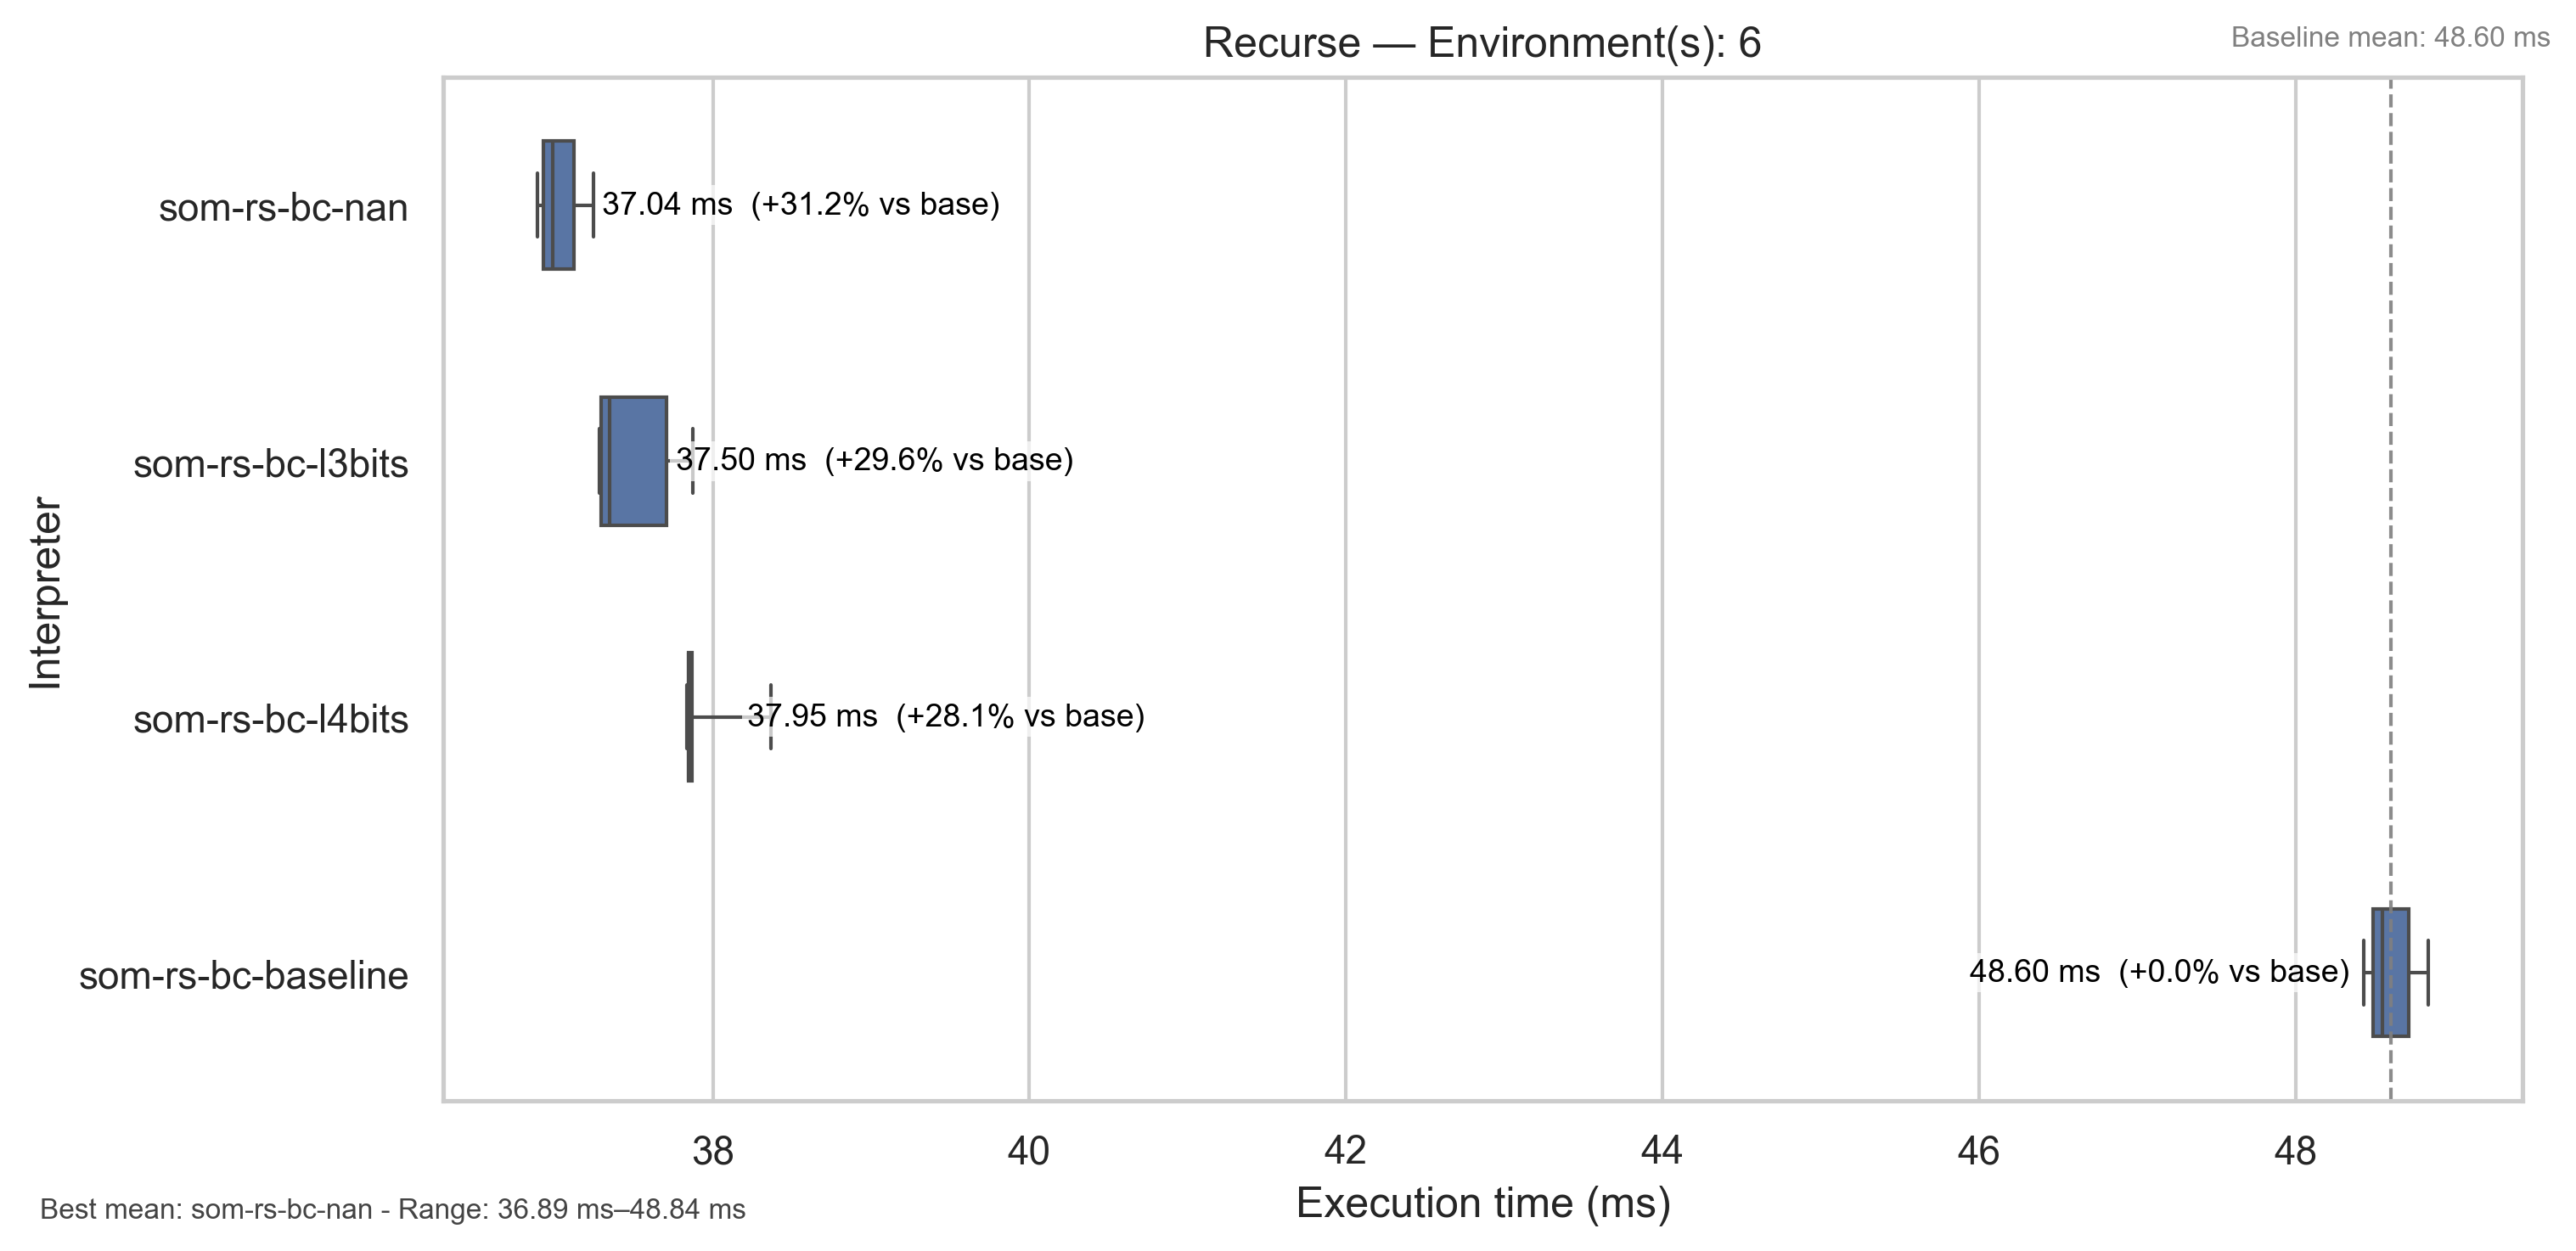 Recurse — Environment(s): 6
Baseline mean: 48.60 ms
som-rs-bc-nan
37.04 ms  (+31.2% vs base)
som-rs-bc-l3bits
37.50 ms  (+29.6% vs base)
som-rs-bc-l4bits
37.95 ms  (+28.1% vs base)
som-rs-bc-baseline
48.60 ms  (+0.0% vs base)
Interpreter
38 40 42 44 46 48
Execution time (ms)
Best mean: som-rs-bc-nan - Range: 36.89 ms–48.84 ms